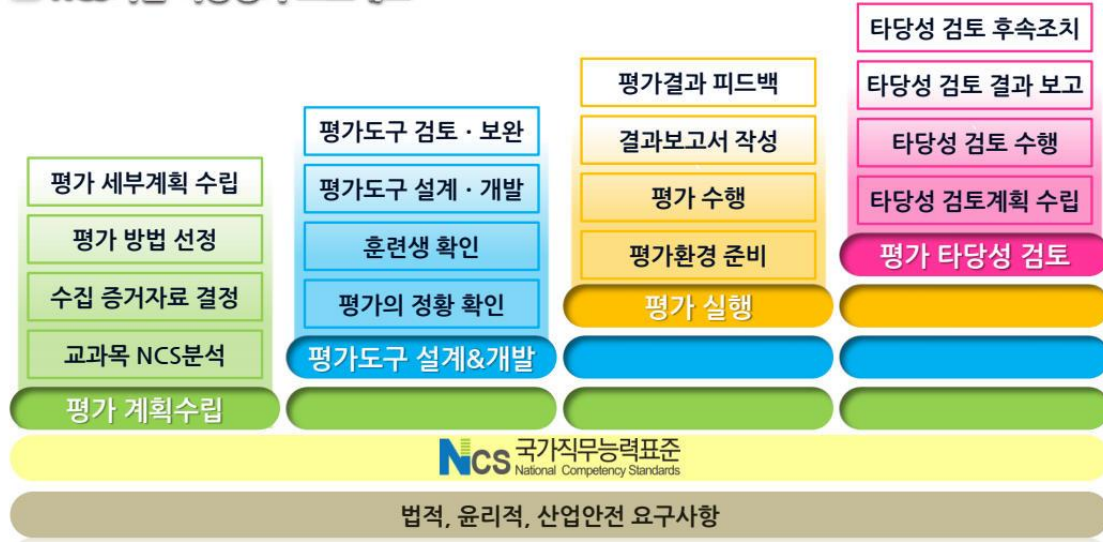 타당성 검토 후속조치
타당성 검토 결과 보고
타당성 검토 수행
타당성 검토계획 수립
평가 타당성 검토
평가결과 피드백
결과보고서 작성
평가 수행
평가환경 준비
평가 실행
평가도구 검토 · 보완
평가도구 설계 · 개발
훈련생 확인
평가의 정황 확인
평가도구 설계&개발
평가 세부계획 수립
평가 방법 선정
수집 증거자료 결정
교과목 NCS분석
평가 계획수립
NCS 국가직무능력표준
National Competency Standards
법적, 윤리적, 산업안전 요구사항